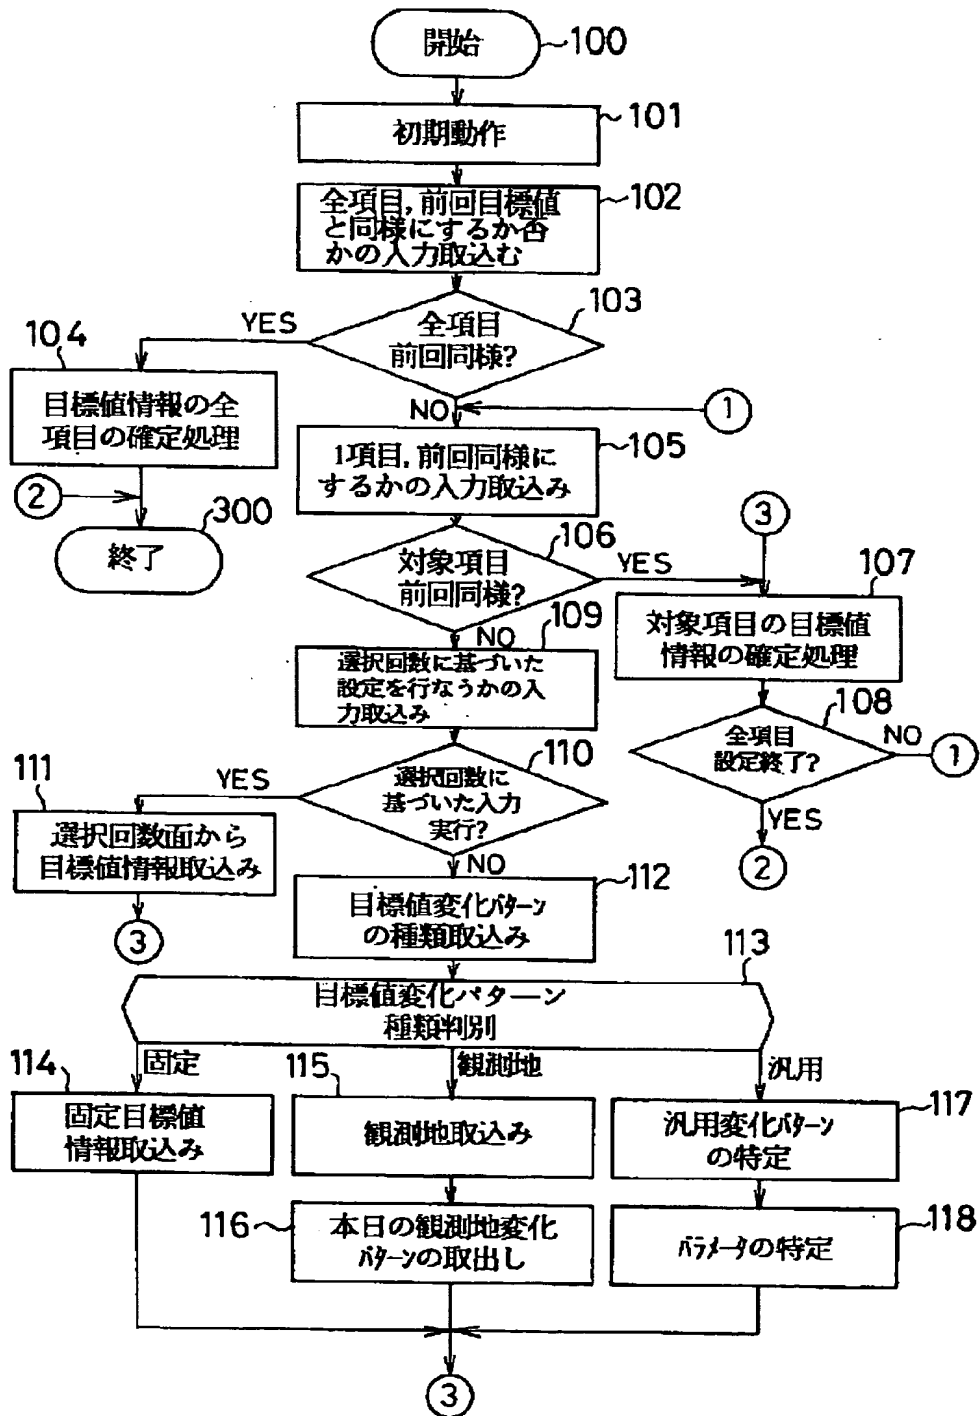 開始
100
初期動作
101
全項目,前回目標値
と同様にするか否
かの入力取込む
102
全項目
前回同様?
103
YES
NO
104
目標値情報の全
項目の確定処理
②
300
終了
①
1項目,前回同様に
するかの入力取込み
105
対象項目
前回同様?
106
YES
NO
③
107
対象項目の目標値
情報の確定処理
108
全項目
設定終了?
NO
①
YES
②
109
選択回数に基づいた
設定を行なうかの入
力取込み
110
選択回数に
基づいた入力
実行?
YES
NO
111
選択回数面から
目標値情報取込み
③
112
目標値変化パターン
の種類取込み
113
目標値変化パターン
種類判別
固定
観測地
汎用
114
固定目標値
情報取込み
115
観測地取込み
116
本日の観測地変化
パターンの取出し
117
汎用変化パターン
の特定
118
パラメータの特定
③